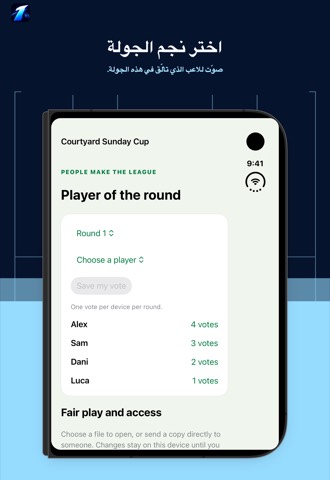 اختر نجم الجولة
صوّت للاعب الذي تألّق في هذه الجولة.
Courtyard Sunday Cup
9:41
PEOPLE MAKE THE LEAGUE
Player of the round
Round 1
Choose a player
Save my vote
One vote per device per round.
Alex 4 votes
Sam 3 votes
Dani 2 votes
Luca 1 votes
Fair play and access
Choose a file to open, or send a copy directly to
someone. Changes stay on this device until you